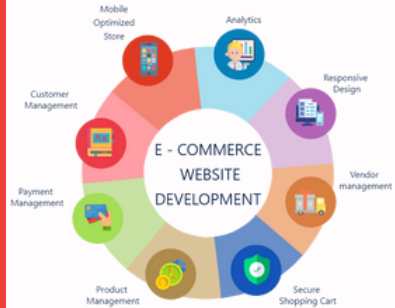 Mobile
Optimized
Store
Analytics
Responsive
Design
Vendor
management
Secure
Shopping Cart
Product
Management
Payment
Management
Customer
Management
E - COMMERCE
WEBSITE
DEVELOPMENT